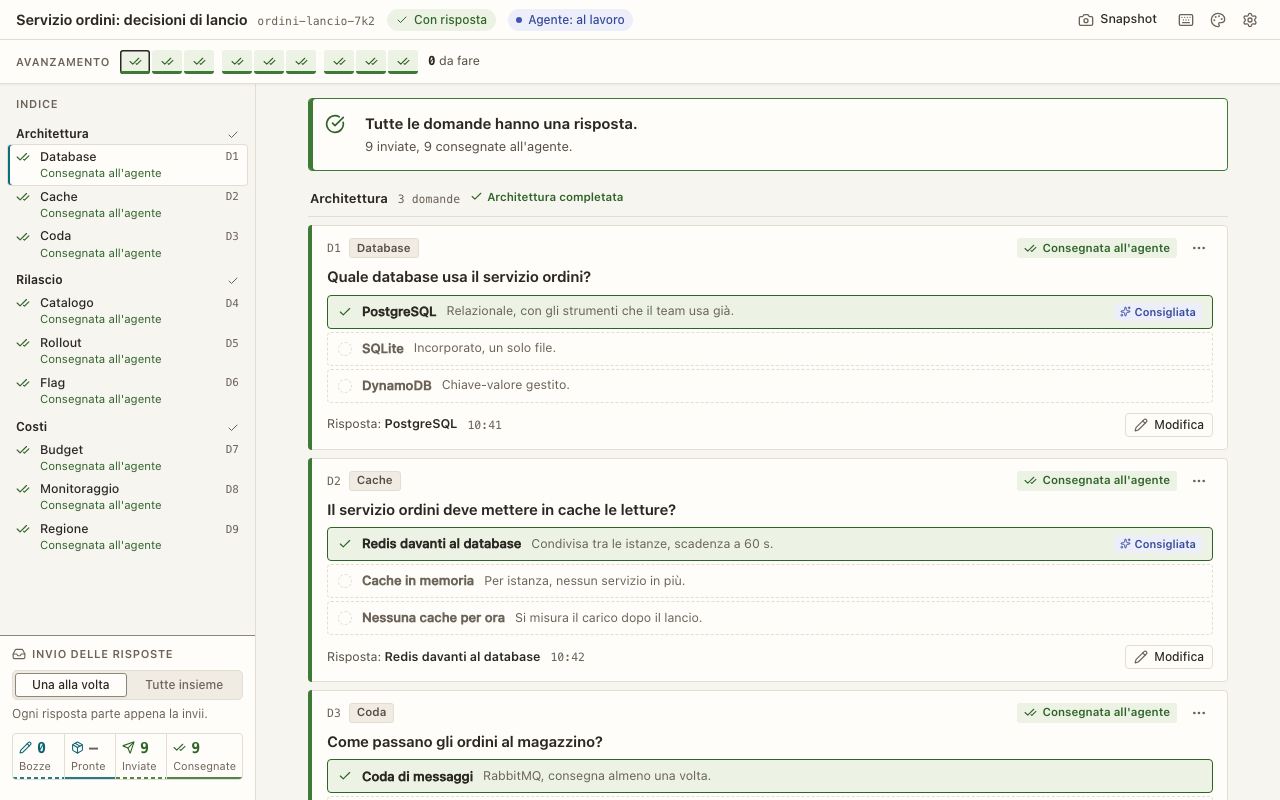 Servizio ordini: decisioni di lancio ordini-lancio-7k2 Con risposta Agente: al lavoro Snapshot
AVANZAMENTO 0 da fare
INDICE
Architettura
Database D1
Consegnata all'agente
Cache D2
Consegnata all'agente
Coda D3
Consegnata all'agente
Rilascio
Catalogo D4
Consegnata all'agente
Rollout D5
Consegnata all'agente
Flag D6
Consegnata all'agente
Costi
Budget D7
Consegnata all'agente
Monitoraggio D8
Consegnata all'agente
Regione D9
Consegnata all'agente
INVIO DELLE RISPOSTE
Una alla volta Tutte insieme
Ogni risposta parte appena la invii.
0 – 9 9
Bozze Pronte Inviate Consegnate
Tutte le domande hanno una risposta.
9 inviate, 9 consegnate all'agente.
Architettura 3 domande Architettura completata
D1 Database Consegnata all'agente
Quale database usa il servizio ordini?
PostgreSQL Relazionale, con gli strumenti che il team usa già. Consigliata
SQLite Incorporato, un solo file.
DynamoDB Chiave-valore gestito.
Risposta: PostgreSQL 10:41 Modifica
D2 Cache Consegnata all'agente
Il servizio ordini deve mettere in cache le letture?
Redis davanti al database Condivisa tra le istanze, scadenza a 60 s. Consigliata
Cache in memoria Per istanza, nessun servizio in più.
Nessuna cache per ora Si misura il carico dopo il lancio.
Risposta: Redis davanti al database 10:42 Modifica
D3 Coda Consegnata all'agente
Come passano gli ordini al magazzino?
Coda di messaggi RabbitMQ, consegna almeno una volta.